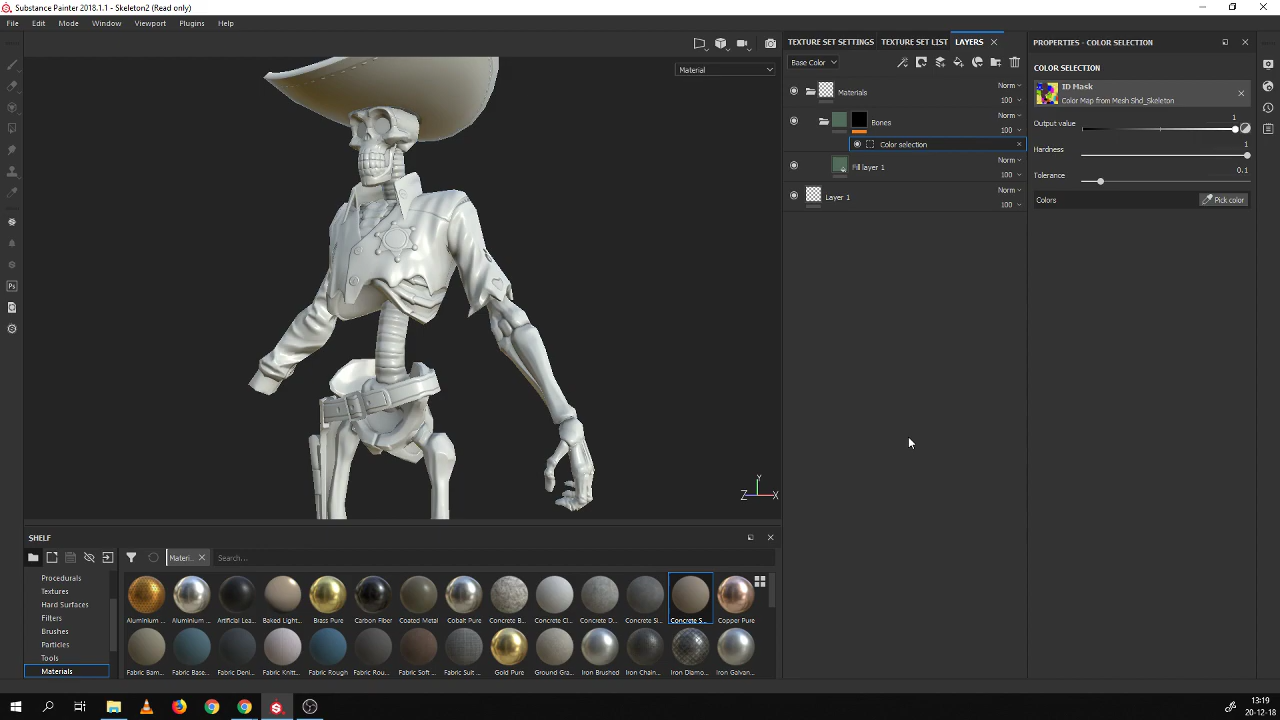 Substance Painter 2018.1.1 - Skeleton2 (Read only)
File Edit Mode Window Viewport Plugins Help
Material
TEXTURE SET SETTINGS TEXTURE SET LIST LAYERS
Base Color
Materials Norm 100
Bones Norm 100
Color selection
Fill layer 1 Norm 100
Layer 1 Norm 100
PROPERTIES - COLOR SELECTION
COLOR SELECTION
ID Mask
Color Map from Mesh Shd_Skeleton
Output value 1
Hardness 1
Tolerance 0.1
Colors Pick color
Ps
Y
Z X
SHELF
Materi... Search...
Procedurals
Textures
Hard Surfaces
Filters
Brushes
Particles
Tools
Materials
Aluminium ... Aluminium ... Artificial Lea... Baked Light... Brass Pure Carbon Fiber Coated Metal Cobalt Pure Concrete B... Concrete Cl... Concrete D... Concrete Si... Concrete S... Copper Pure
Fabric Bam... Fabric Base... Fabric Deni... Fabric Knitt... Fabric Rough Fabric Rou... Fabric Soft ... Fabric Suit ... Gold Pure Ground Gra... Iron Brushed Iron Chain... Iron Diamo... Iron Galvan...
13:19
20-12-18